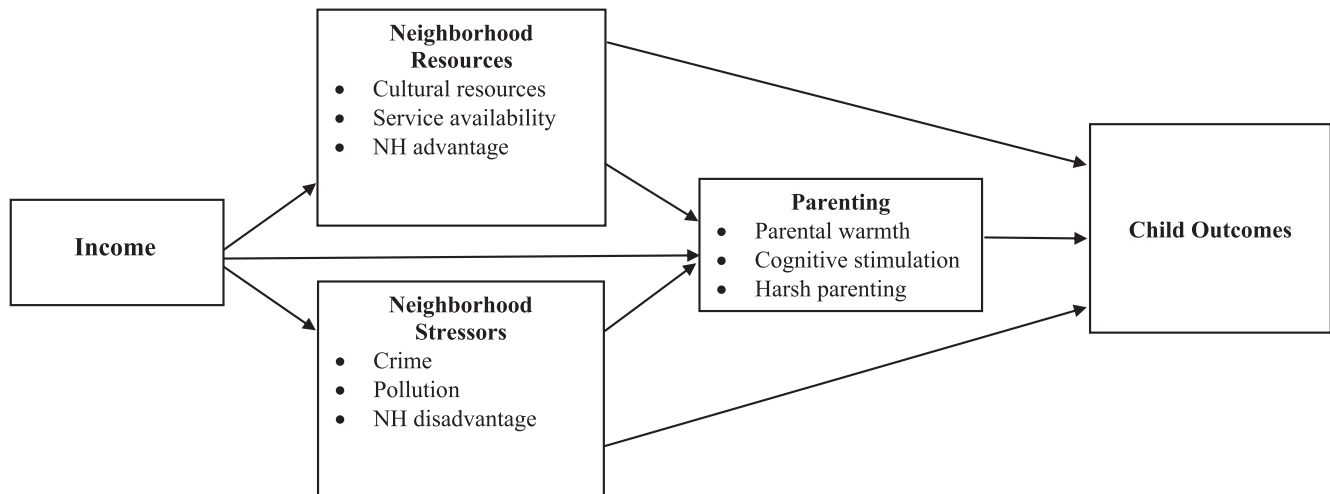 Income
Neighborhood
Resources
● Cultural resources
● Service availability
● NH advantage
Neighborhood
Stressors
● Crime
● Pollution
● NH disadvantage
Parenting
● Parental warmth
● Cognitive stimulation
● Harsh parenting
Child Outcomes